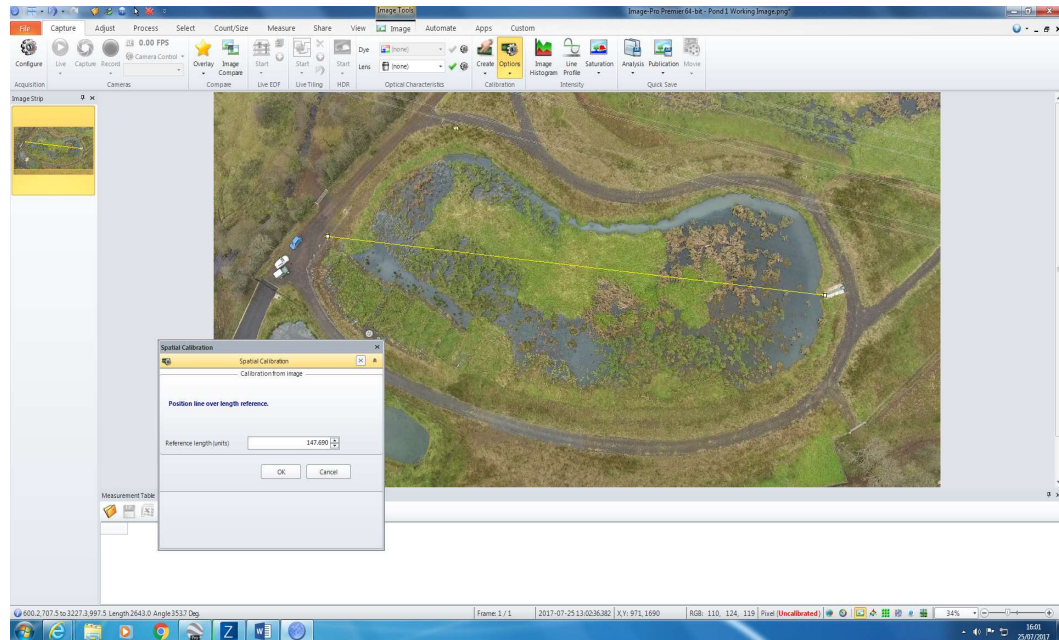 Image Tools
Image-Pro Premier 64-bit - Pond 1 Working Image.png*
File Capture Adjust Process Select Count/Size Measure Share View Image Automate Apps Custom
0.00 FPS
Camera Control
Dye (none)
Lens (none)
Configure Live Capture Record Overlay Image Compare Start Start Start Create Options Image Histogram Line Profile Saturation Analysis Publication Movie
Acquisition Cameras Compare Live EDF Live Tiling HDR Optical Characteristics Calibration Intensity Quick Save
Image Strip
Spatial Calibration
Spatial Calibration
Calibration from image
Position line over length reference.
Reference length (units) 147.690
OK Cancel
Measurement Table
600.2,707.5 to 3227.3,997.5 Length 2643.0 Angle 353.7 Deg.
Frame: 1 / 1
2017-07-25 13:02:36.382
X,Y: 971, 1690
RGB: 110, 124, 119
Pixel (Uncalibrated)
34%
16:01
25/07/2017